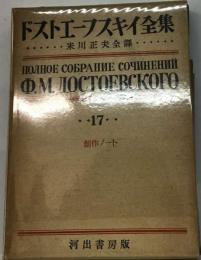 ドストエーフスキイ全集
······米川正夫全譯······
ПОЛНОЕ СОБРАНИЕ СОЧИНЕНИЙ
Ф.М.ДОСТОЕВСКОГО
··17··
創作ノート
河出書房版